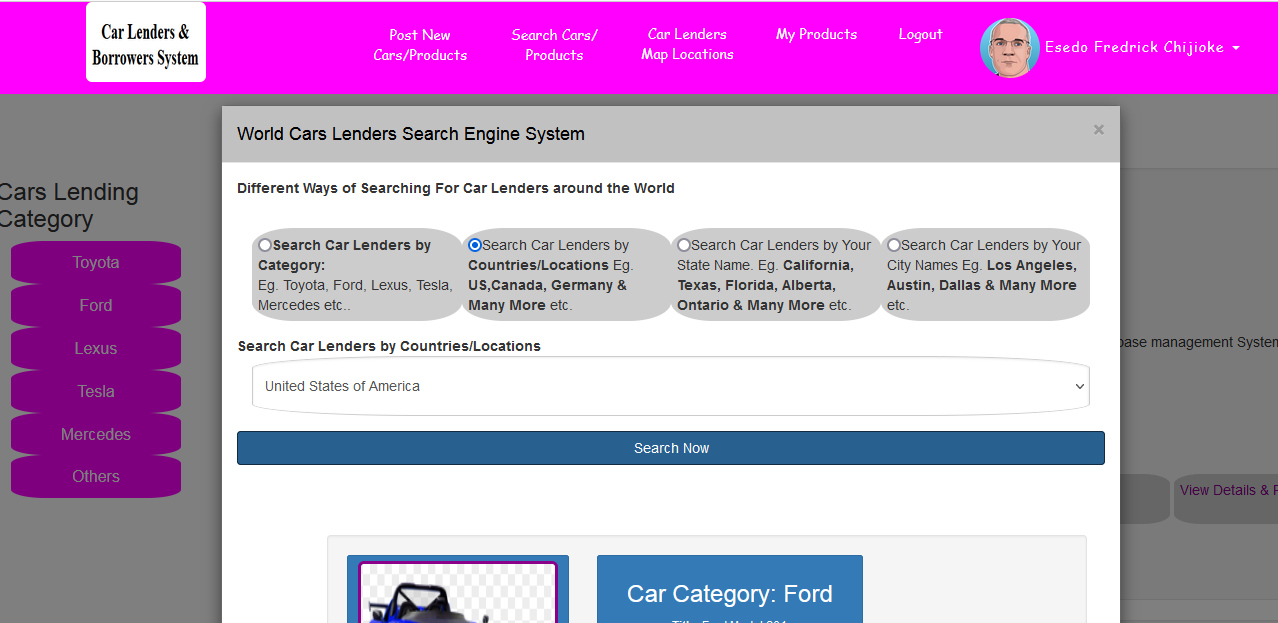 Car Lenders &
Borrowers System
Post New
Cars/Products
Search Cars/
Products
Car Lenders
Map Locations
My Products
Logout
Esedo Fredrick Chijioke
World Cars Lenders Search Engine System
×
Different Ways of Searching For Car Lenders around the World
Cars Lending
Category
Toyota
Ford
Lexus
Tesla
Mercedes
Others
Search Car Lenders by
Category:
Eg. Toyota, Ford, Lexus, Tesla,
Mercedes etc..
Search Car Lenders by
Countries/Locations Eg.
US,Canada, Germany &
Many More etc.
Search Car Lenders by Your
State Name. Eg. California,
Texas, Florida, Alberta,
Ontario & Many More etc.
Search Car Lenders by Your
City Names Eg. Los Angeles,
Austin, Dallas & More
etc.
Search Car Lenders by Countries/Locations
United States of America
Search Now
management System
View Details &
Car Category: Ford